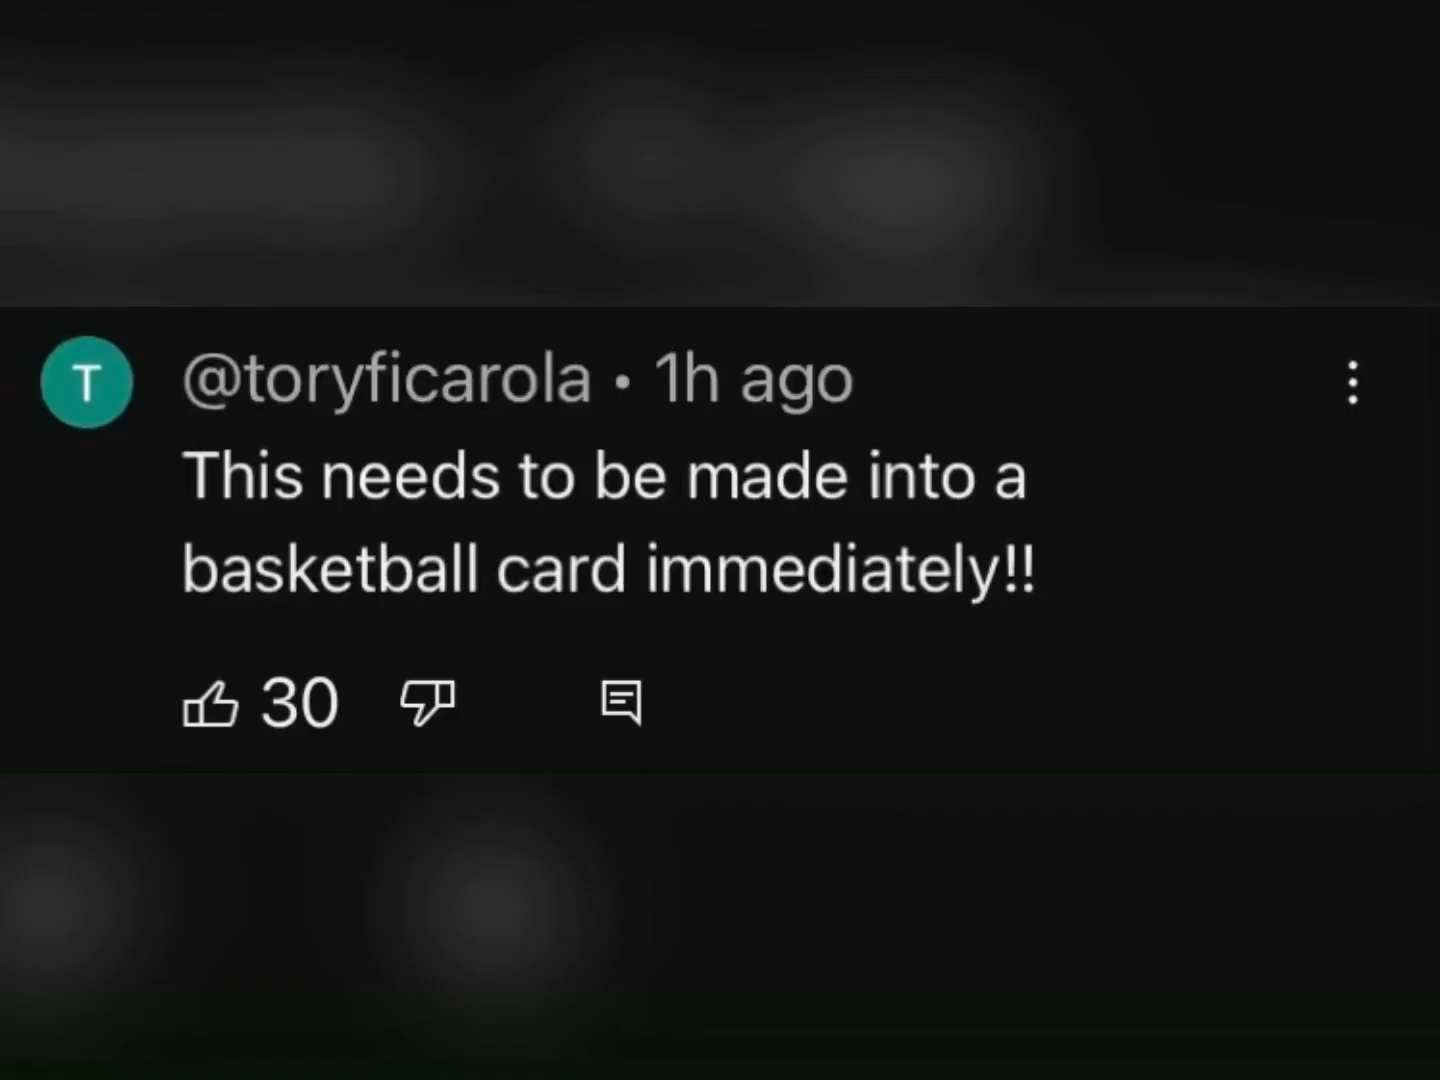 T
@toryficarola • 1h ago
This needs to be made into a
basketball card immediately!!
30